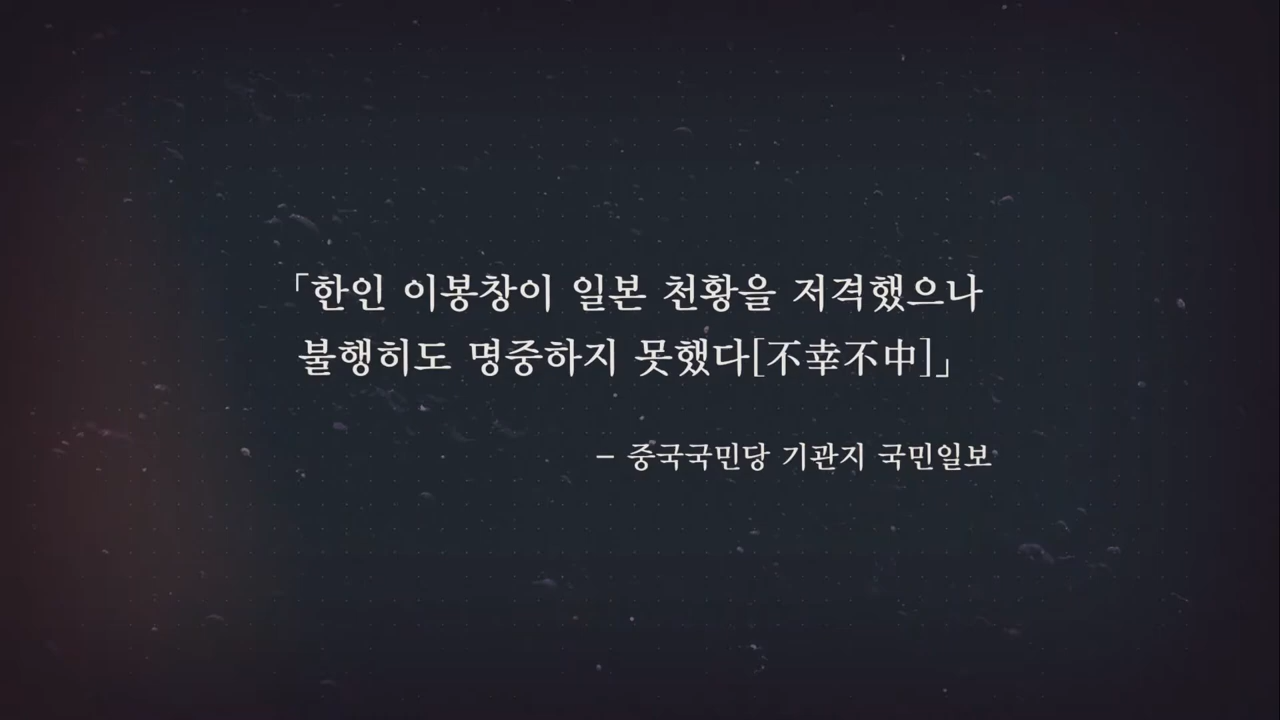 「한인 이봉창이 일본 천황을 저격했으나
불행히도 명중하지 못했다[不幸不中]」
– 중국국민당 기관지 국민일보